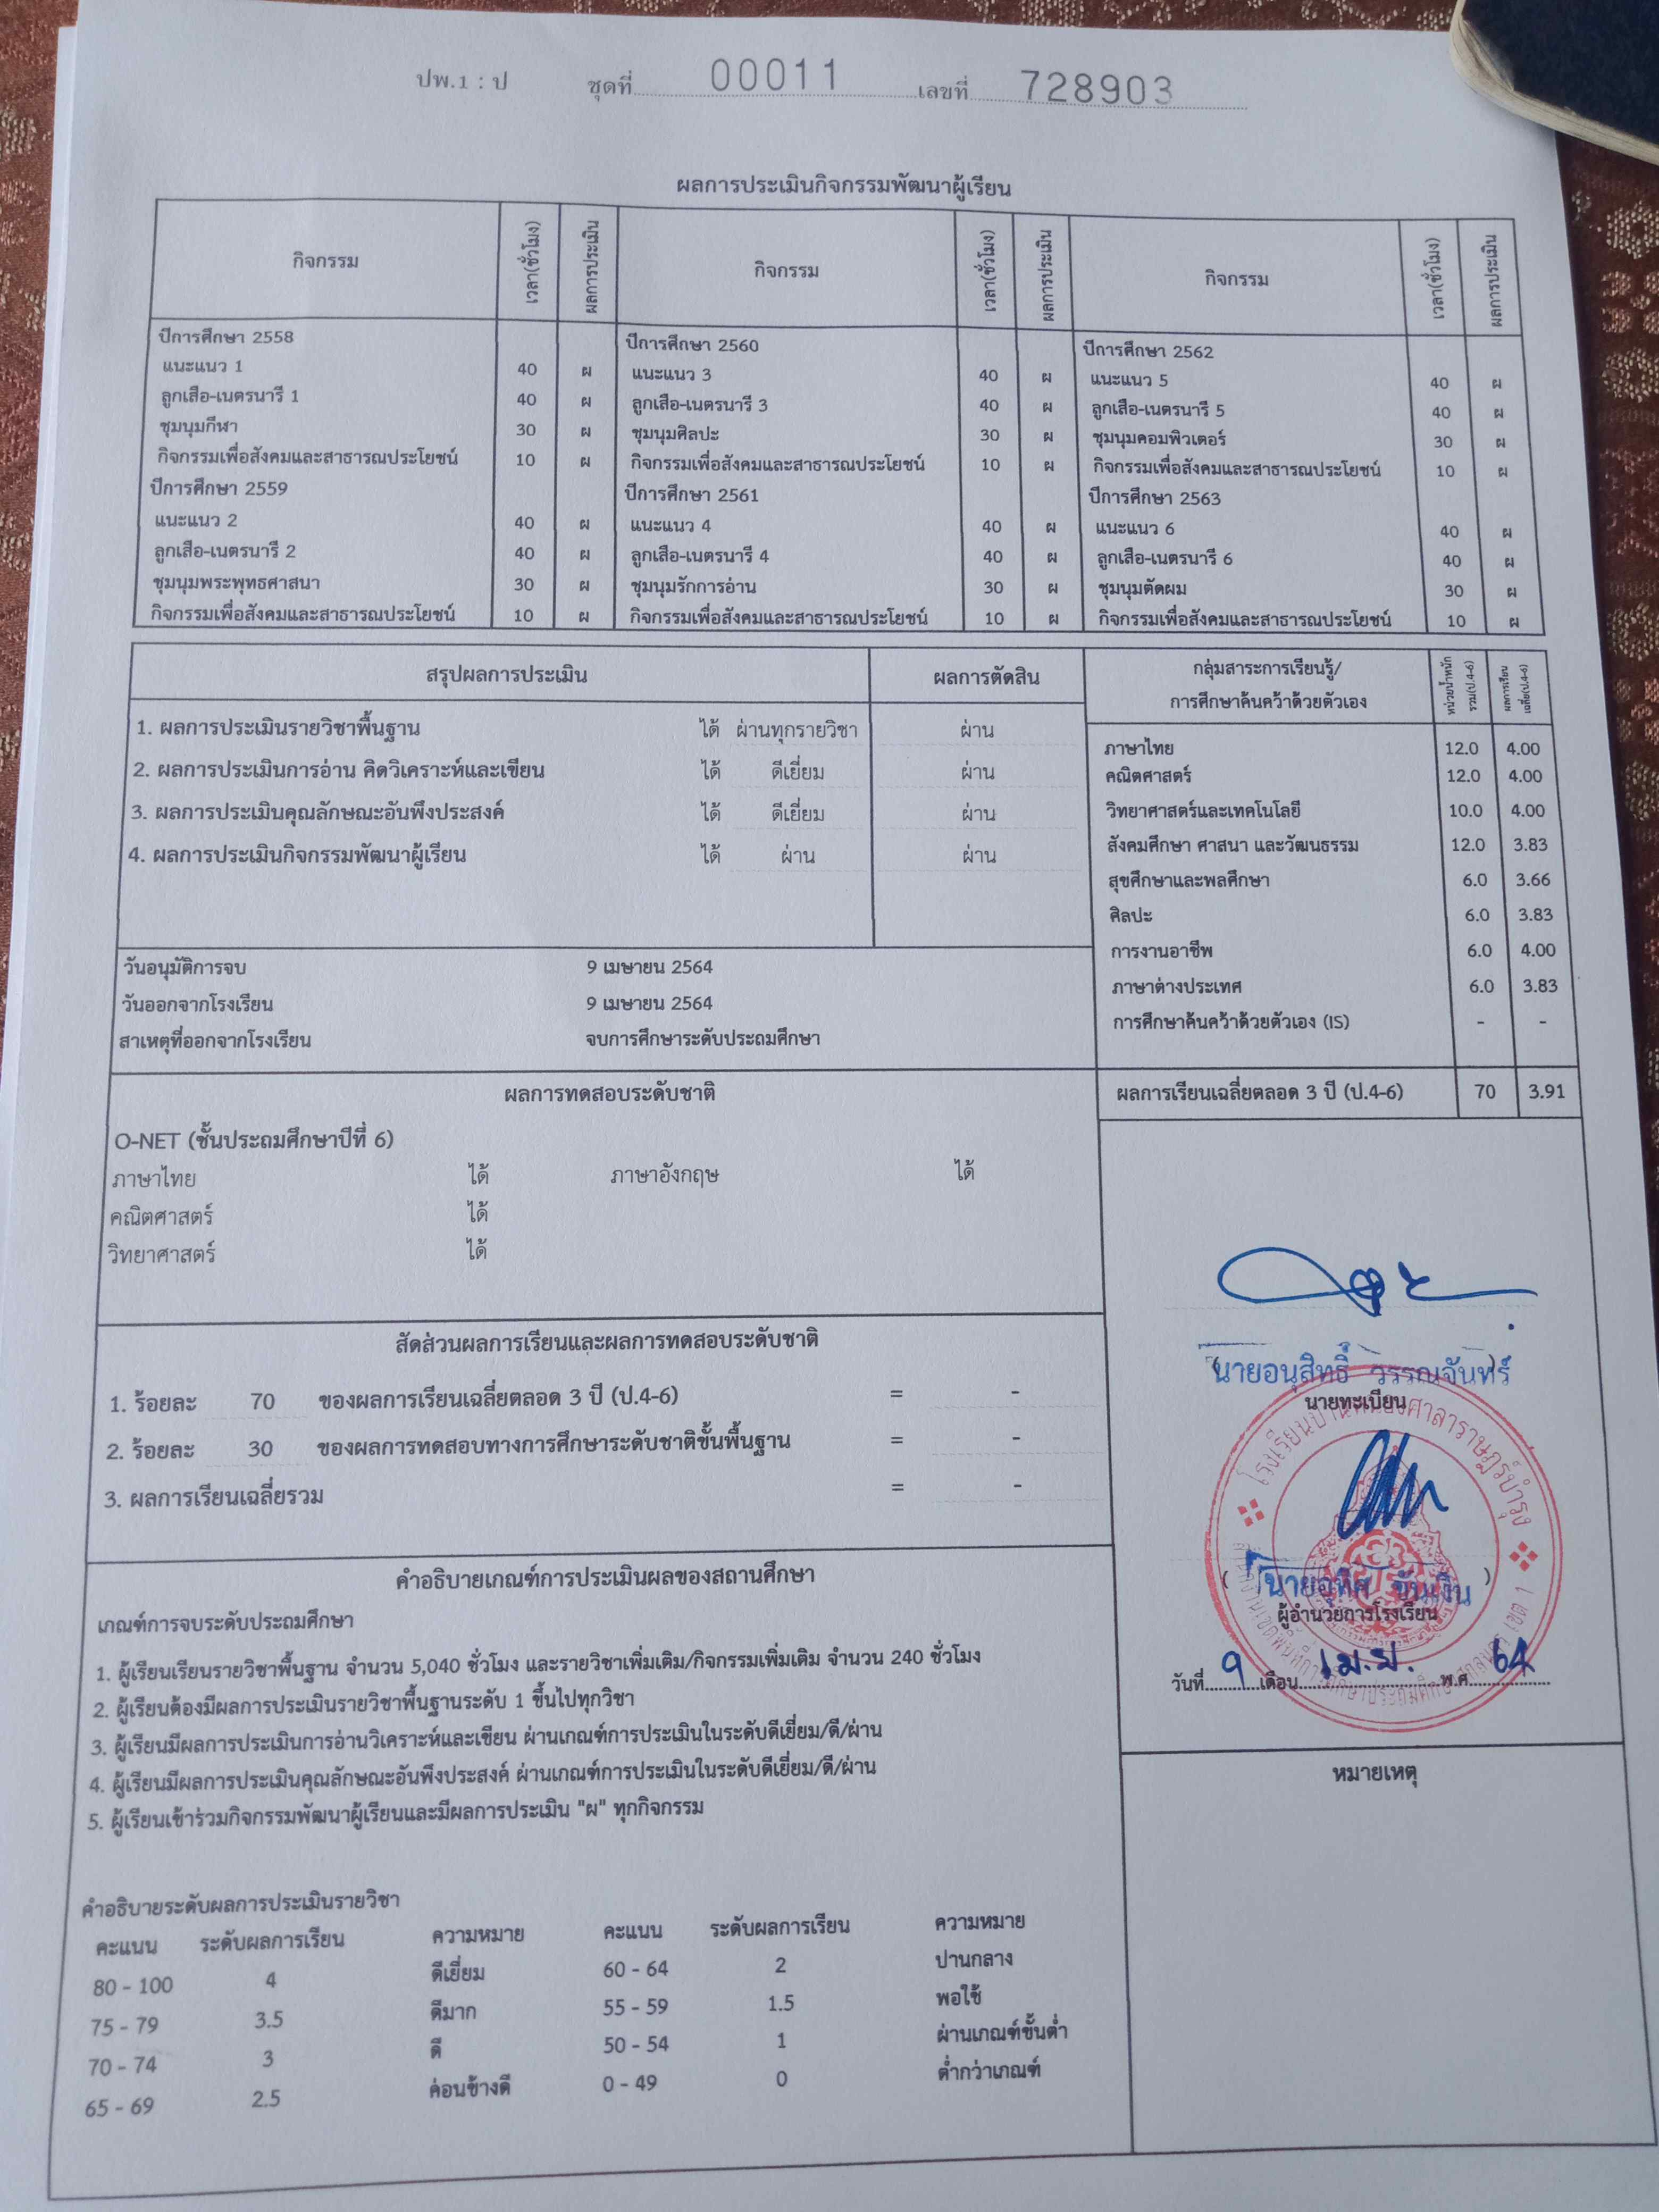 ปพ.1 : ป ชุดที่ 00011 เลขที่ 728903
ผลการประเมินกิจกรรมพัฒนาผู้เรียน
กิจกรรม เวลา(ชั่วโมง) ผลการประเมิน กิจกรรม เวลา(ชั่วโมง) ผลการประเมิน กิจกรรม เวลา(ชั่วโมง) ผลการประเมิน
ปีการศึกษา 2558 ปีการศึกษา 2560 ปีการศึกษา 2562
แนะแนว 1 40 ผ แนะแนว 3 40 ผ แนะแนว 5 40 ผ
ลูกเสือ-เนตรนารี 1 40 ผ ลูกเสือ-เนตรนารี 3 40 ผ ลูกเสือ-เนตรนารี 5 40 ผ
ชุมนุมกีฬา 30 ผ ชุมนุมศิลปะ 30 ผ ชุมนุมคอมพิวเตอร์ 30 ผ
กิจกรรมเพื่อสังคมและสาธารณประโยชน์ 10 ผ กิจกรรมเพื่อสังคมและสาธารณประโยชน์ 10 ผ กิจกรรมเพื่อสังคมและสาธารณประโยชน์ 10 ผ
ปีการศึกษา 2559 ปีการศึกษา 2561 ปีการศึกษา 2563
แนะแนว 2 40 ผ แนะแนว 4 40 ผ แนะแนว 6 40 ผ
ลูกเสือ-เนตรนารี 2 40 ผ ลูกเสือ-เนตรนารี 4 40 ผ ลูกเสือ-เนตรนารี 6 40 ผ
ชุมนุมพระพุทธศาสนา 30 ผ ชุมนุมรักการอ่าน 30 ผ ชุมนุมตัดผม 30 ผ
กิจกรรมเพื่อสังคมและสาธารณประโยชน์ 10 ผ กิจกรรมเพื่อสังคมและสาธารณประโยชน์ 10 ผ กิจกรรมเพื่อสังคมและสาธารณประโยชน์ 10 ผ
สรุปผลการประเมิน ผลการตัดสิน
1. ผลการประเมินรายวิชาพื้นฐาน ได้ ผ่านทุกรายวิชา ผ่าน
2. ผลการประเมินการอ่าน คิดวิเคราะห์และเขียน ได้ ดีเยี่ยม ผ่าน
3. ผลการประเมินคุณลักษณะอันพึงประสงค์ ได้ ดีเยี่ยม ผ่าน
4. ผลการประเมินกิจกรรมพัฒนาผู้เรียน ได้ ผ่าน ผ่าน
วันอนุมัติการจบ 9 เมษายน 2564
วันออกจากโรงเรียน 9 เมษายน 2564
สาเหตุที่ออกจากโรงเรียน จบการศึกษาระดับประถมศึกษา
กลุ่มสาระการเรียนรู้/
การศึกษาค้นคว้าด้วยตัวเอง
หน่วยน้ำหนัก
รวม(ป.4-6)
ผลการเรียน
เฉลี่ย(ป.4-6)
ภาษาไทย 12.0 4.00
คณิตศาสตร์ 12.0 4.00
วิทยาศาสตร์และเทคโนโลยี 10.0 4.00
สังคมศึกษา ศาสนา และวัฒนธรรม 12.0 3.83
สุขศึกษาและพลศึกษา 6.0 3.66
ศิลปะ 6.0 3.83
การงานอาชีพ 6.0 4.00
ภาษาต่างประเทศ 6.0 3.83
การศึกษาค้นคว้าด้วยตัวเอง (IS) - -
ผลการเรียนเฉลี่ยตลอด 3 ปี (ป.4-6) 70 3.91
ผลการทดสอบระดับชาติ
O-NET (ชั้นประถมศึกษาปีที่ 6)
ภาษาไทย ได้ ภาษาอังกฤษ ได้
คณิตศาสตร์ ได้
วิทยาศาสตร์ ได้
สัดส่วนผลการเรียนและผลการทดสอบระดับชาติ
1. ร้อยละ 70 ของผลการเรียนเฉลี่ยตลอด 3 ปี (ป.4-6) = -
2. ร้อยละ 30 ของผลการทดสอบทางการศึกษาระดับชาติขั้นพื้นฐาน = -
3. ผลการเรียนเฉลี่ยรวม = -
(นายอนุสิทธิ์ วรรณจันทร์)
นายทะเบียน
ผู้อำนวยการโรงเรียน
วันที่ 9 เดือน เม.ย. พ.ศ. 64
หมายเหตุ
คำอธิบายเกณฑ์การประเมินผลของสถานศึกษา
เกณฑ์การจบระดับประถมศึกษา
1. ผู้เรียนเรียนรายวิชาพื้นฐาน จำนวน 5,040 ชั่วโมง และรายวิชาเพิ่มเติม/กิจกรรมเพิ่มเติม จำนวน 240 ชั่วโมง
2. ผู้เรียนต้องมีผลการประเมินรายวิชาพื้นฐานระดับ 1 ขึ้นไปทุกวิชา
3. ผู้เรียนมีผลการประเมินการอ่านวิเคราะห์และเขียน ผ่านเกณฑ์การประเมินในระดับดีเยี่ยม/ดี/ผ่าน
4. ผู้เรียนมีผลการประเมินคุณลักษณะอันพึงประสงค์ ผ่านเกณฑ์การประเมินในระดับดีเยี่ยม/ดี/ผ่าน
5. ผู้เรียนเข้าร่วมกิจกรรมพัฒนาผู้เรียนและมีผลการประเมิน "ผ" ทุกกิจกรรม
คำอธิบายระดับผลการประเมินรายวิชา
คะแนน ระดับผลการเรียน ความหมาย คะแนน ระดับผลการเรียน ความหมาย
80 - 100 4 ดีเยี่ยม 60 - 64 2 ปานกลาง
75 - 79 3.5 ดีมาก 55 - 59 1.5 พอใช้
70 - 74 3 ดี 50 - 54 1 ผ่านเกณฑ์ขั้นต่ำ
65 - 69 2.5 ค่อนข้างดี 0 - 49 0 ต่ำกว่าเกณฑ์